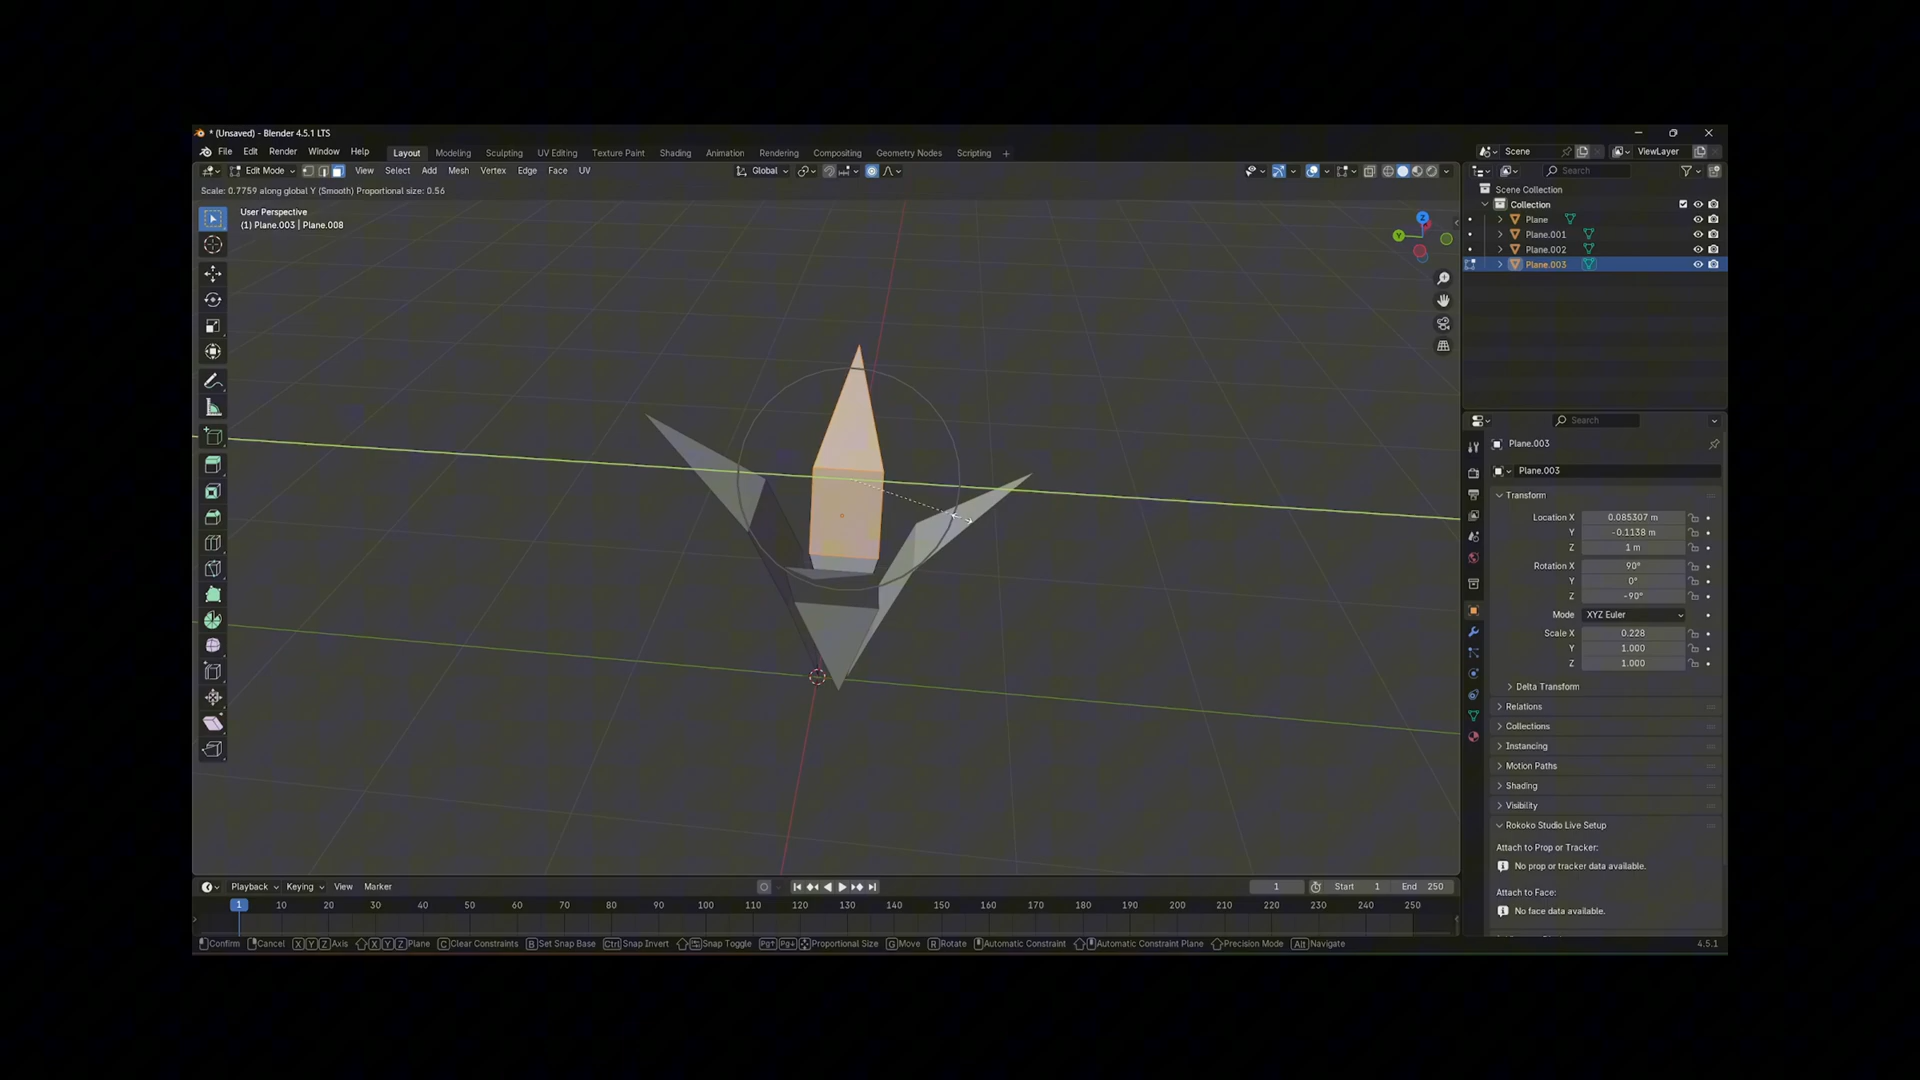 * (Unsaved) - Blender 4.5.1 LTS
File Edit Render Window Help Layout Modeling Sculpting UV Editing Texture Paint Shading Animation Rendering Compositing Geometry Nodes Scripting + Scene ViewLayer
Edit Mode View Select Add Mesh Vertex Edge Face UV Global Search
Scale: 0.7759 along global Y (Smooth) Proportional size: 0.56
Scene Collection
Collection
Plane
Plane.001
Plane.002
Plane.003
User Perspective
(1) Plane.003 | Plane.008
Z
Y
Search
Plane.003
Plane.003
Transform
Location X 0.085307 m
Y -0.1138 m
Z 1 m
Rotation X 90°
Y 0°
Z -90°
Mode XYZ Euler
Scale X 0.228
Y 1.000
Z 1.000
Delta Transform
Relations
Collections
Instancing
Motion Paths
Shading
Visibility
Rokoko Studio Live Setup
Attach to Prop or Tracker:
No prop or tracker data available.
Attach to Face:
No face data available.
Playback Keying View Marker 1 Start 1 End 250
1 10 20 30 40 50 60 70 80 90 100 110 120 130 140 150 160 170 180 190 200 210 220 230 240 250
Confirm Cancel X Y Z Axis X Y Z Plane C Clear Constraints B Set Snap Base Ctrl Snap Invert Snap Toggle Pg↑ Pg↓ Proportional Size G Move R Rotate Automatic Constraint Automatic Constraint Plane Precision Mode Alt Navigate 4.5.1